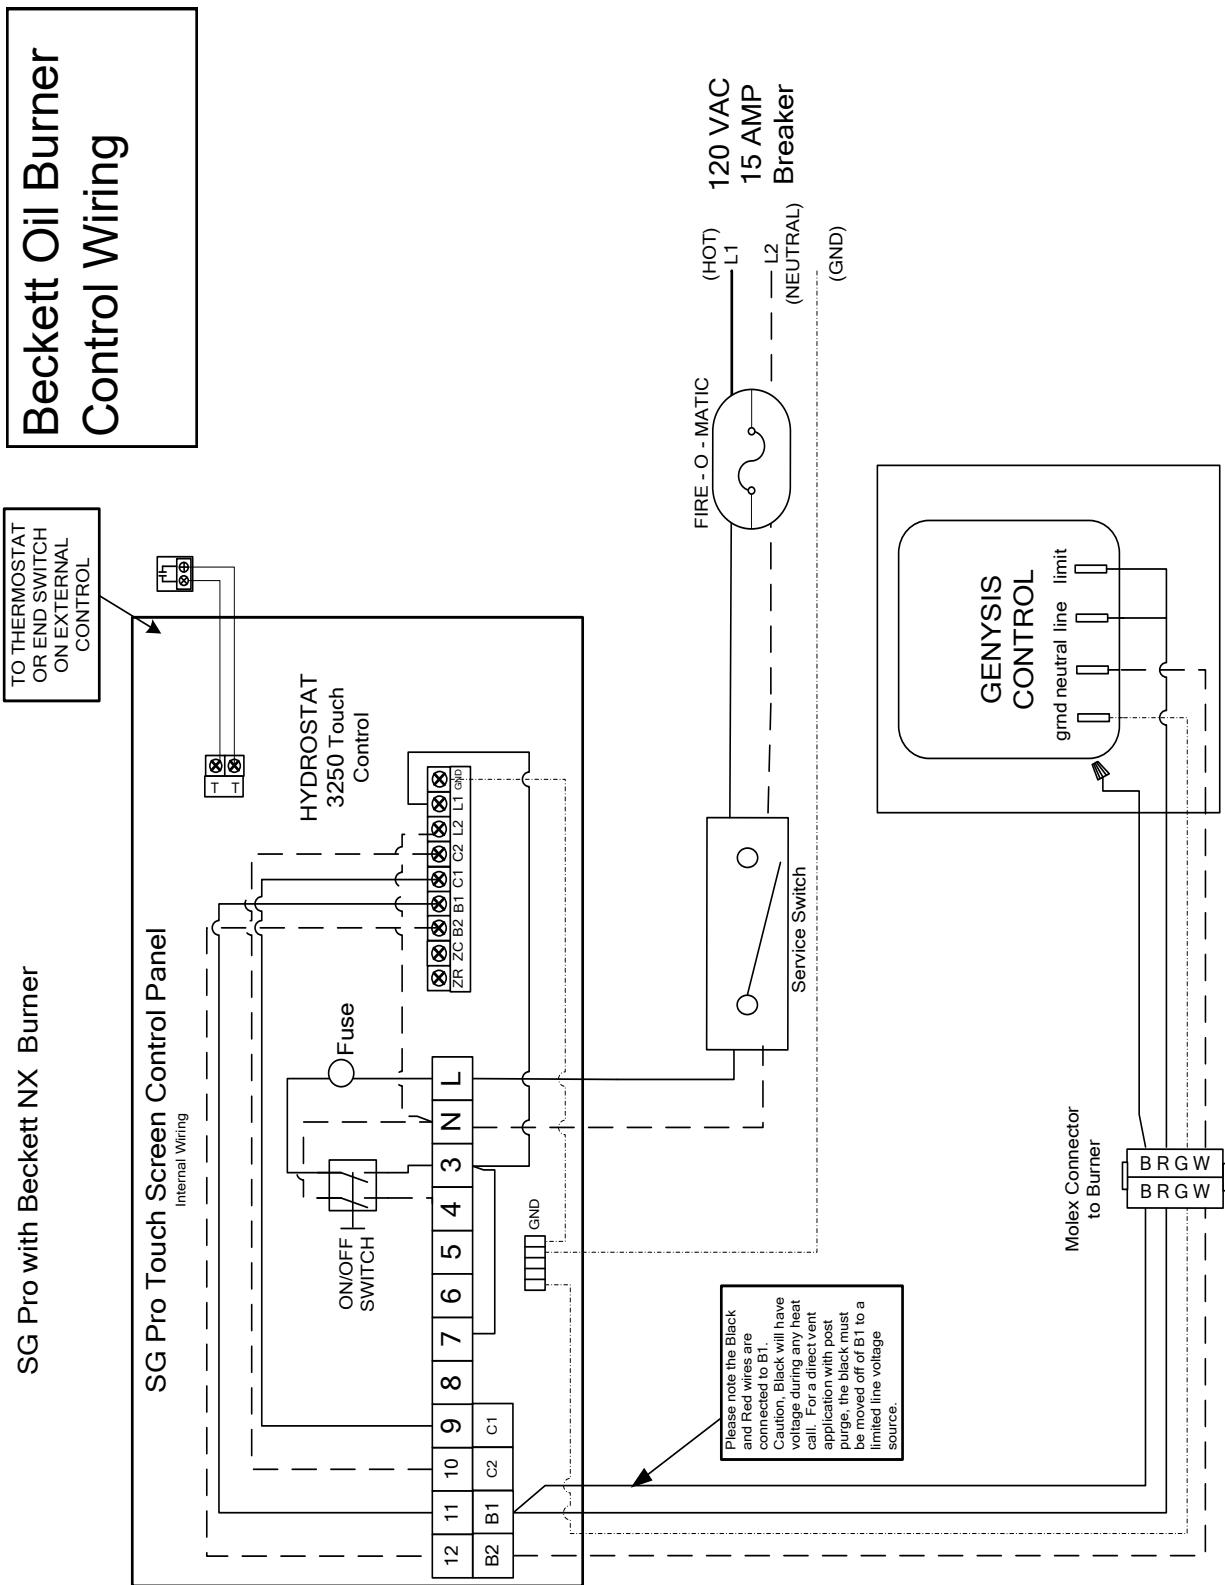 SG Pro with Beckett NX Burner
Beckett Oil Burner
Control Wiring
TO THERMOSTAT
OR END SWITCH
ON EXTERNAL
CONTROL
SG Pro Touch Screen Control Panel
Internal Wiring
T
T
HYDROSTAT
3250 Touch
Control
ZR ZC B2 B1 C1 C2 L2 L1 GND
Fuse
ON/OFF
SWITCH
12 11 10 9 8 7 6 5 4 3 N L
B2 B1 C2 C1
GND
120 VAC
15 AMP
Breaker
(HOT)
L1
L2
(NEUTRAL)
(GND)
FIRE - O - MATIC
Service Switch
Please note the Black
and Red wires are
connected to B1.
Caution, Black will have
voltage during any heat
call. For a direct vent
application with post
purge, the black must
be moved off of B1 to a
limited line voltage
source.
Molex Connector
to Burner
B R G W
B R G W
GENYSIS
CONTROL
grnd neutral line limit